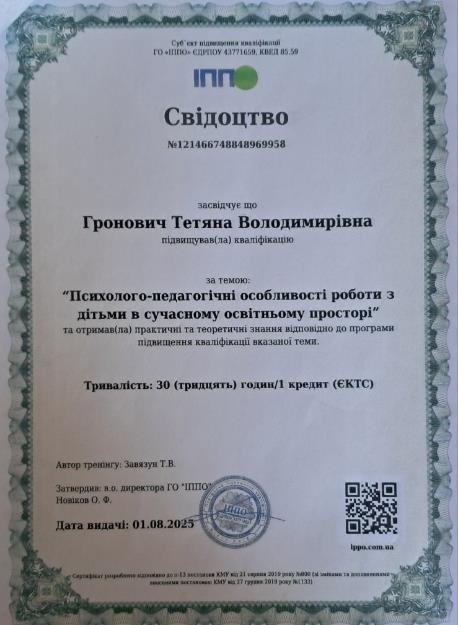 Суб'єкт підвищення кваліфікації
ГО «ІППО» ЄДРПОУ 43771659, КВЕД 85.59
ІППО
Свідоцтво
№121466748848969958
засвідчує що
Гронович Тетяна Володимирівна
підвищував(ла) кваліфікацію
за темою:
“Психолого-педагогічні особливості роботи з
дітьми в сучасному освітньому просторі”
та отримав(ла) практичні та теоретичні знання відповідно до програми
підвищення кваліфікації вказаної теми.
Тривалість: 30 (тридцять) годин/1 кредит (ЄКТС)
Автор тренінгу: Завязун Т.В.
Затвердив: в.о. директора ГО "ІППО"
Новіков О. Ф.
ІППО
Дата видачі: 01.08.2025
ippo.com.ua
Сертифікат розроблено відповідно до п-13 постанови КМУ від 21 серпня 2019 року №800 (зі змінами та доповненнями
внесеними постановою КМУ від 27 грудня 2019 року №1133)